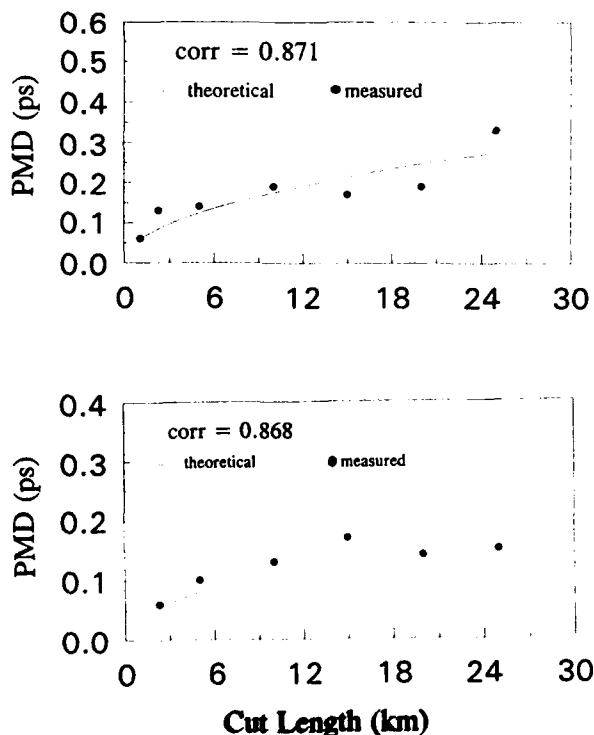 0.6
corr = 0.871
0.5
theoretical measured
0.4
PMD (ps)
0.3
0.2
0.1
0.0
0 6 12 18 24 30
0.4
corr = 0.868
theoretical measured
0.3
PMD (ps)
0.2
0.1
0.0
0 6 12 18 24 30
Cut Length (km)